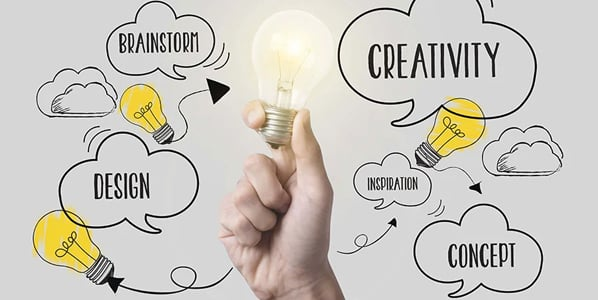 BRAINSTORM
CREATIVITY
DESIGN
INSPIRATION
CONCEPT